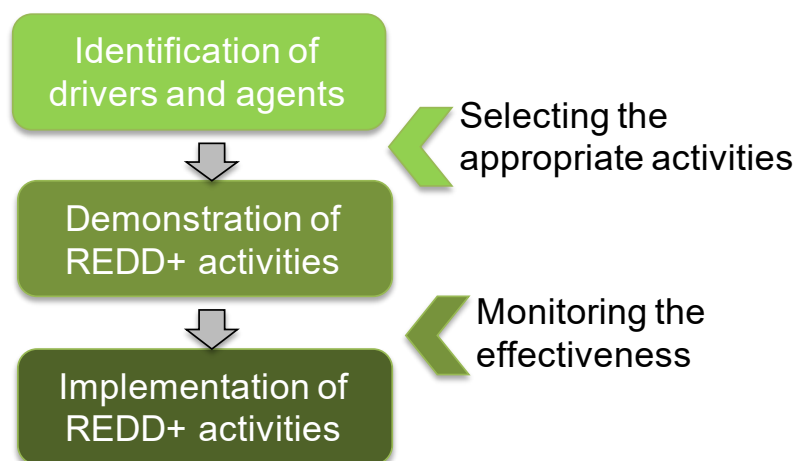 Identification of
drivers and agents
Selecting the
appropriate activities
Demonstration of
REDD+ activities
Monitoring the
effectiveness
Implementation of
REDD+ activities